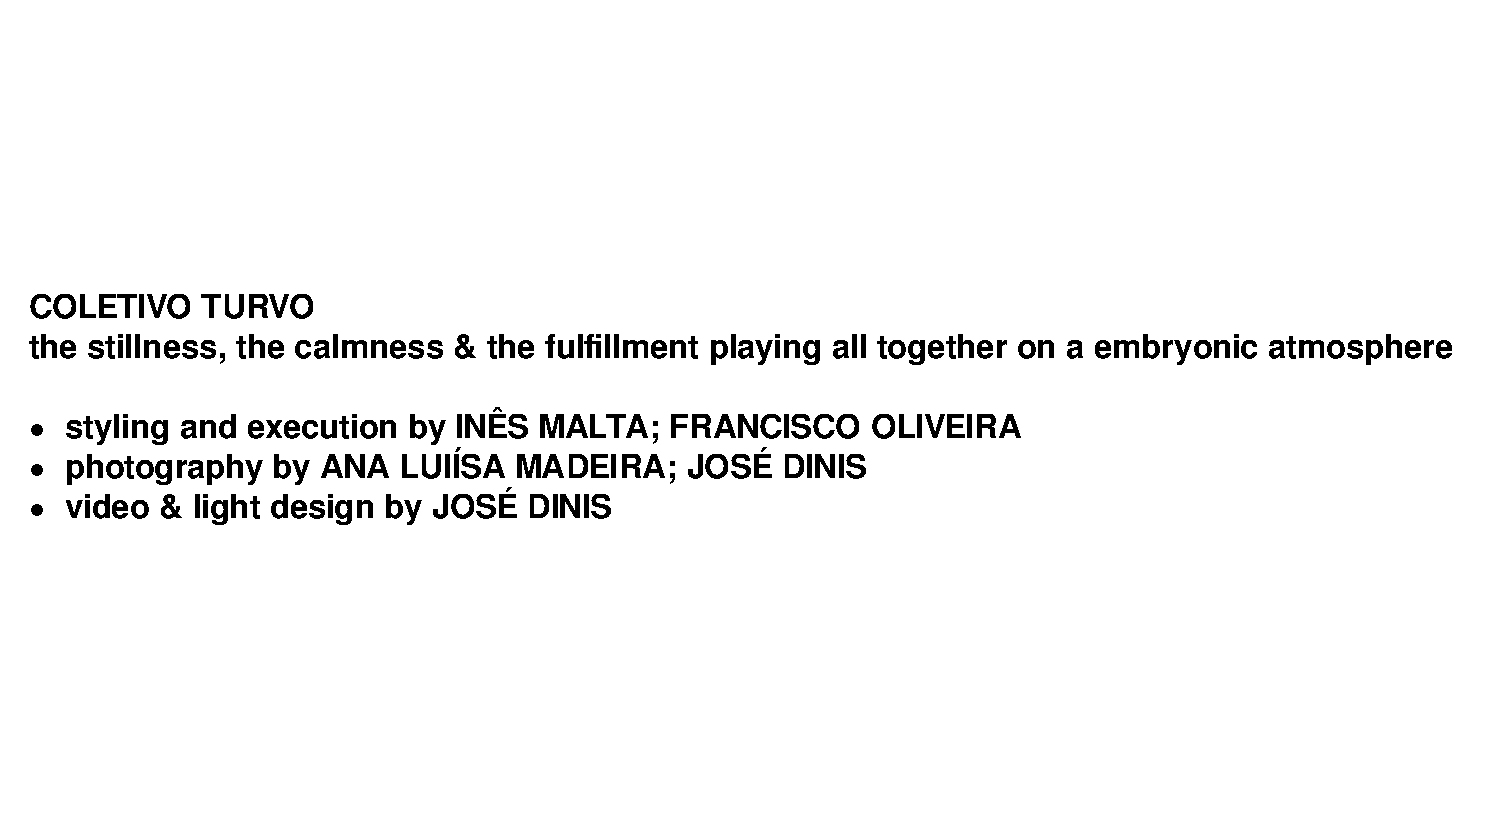 COLETIVO TURVO
the stillness, the calmness & the fulfillment playing all together on a embryonic atmosphere
• styling and execution by INÊS MALTA; FRANCISCO OLIVEIRA
• photography by ANA LUIÍSA MADEIRA; JOSÉ DINIS
• video & light design by JOSÉ DINIS